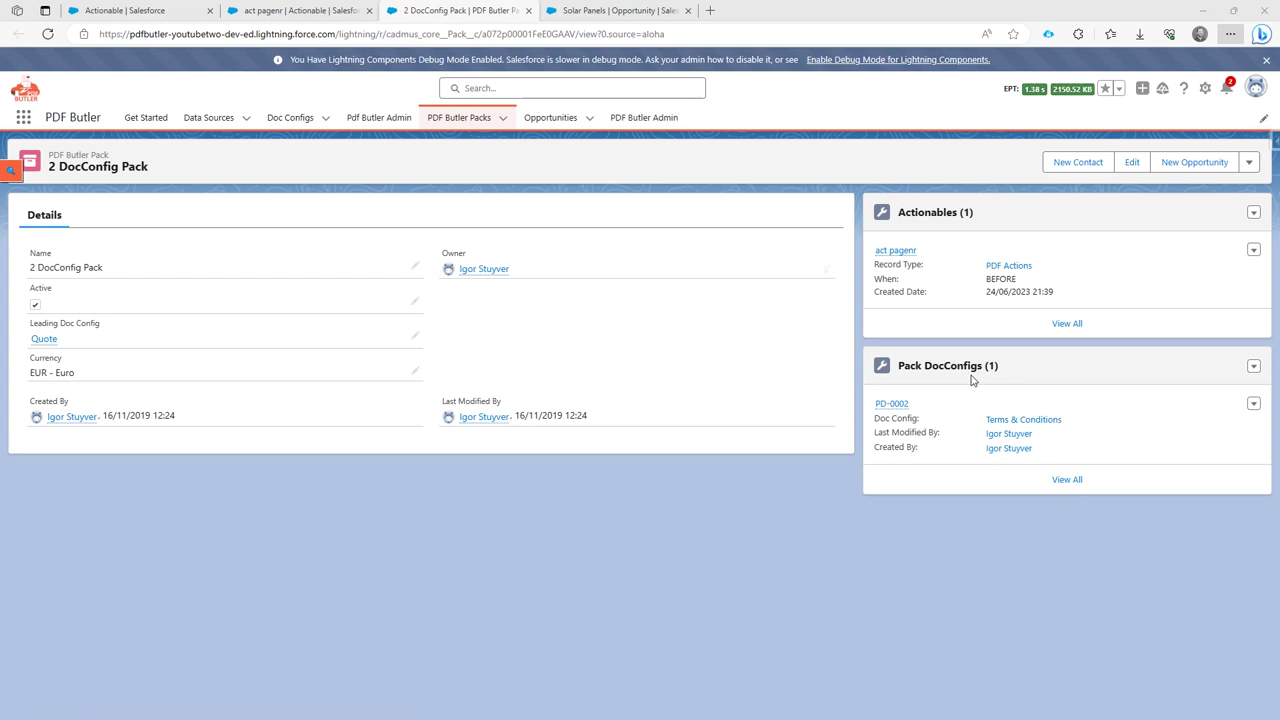 Actionable | Salesforce
act pagenr | Actionable | Salesfo
2 DocConfig Pack | PDF Butler Pa
Solar Panels | Opportunity | Sales
https://pdfbutler-youtubetwo-dev-ed.lightning.force.com/lightning/r/cadmus_core__Pack__c/a072p00001FeE0GAAV/view?0.source=aloha
You Have Lightning Components Debug Mode Enabled. Salesforce is slower in debug mode. Ask your admin how to disable it, or see Enable Debug Mode for Lightning Components.
BUTLER
Search...
EPT: 1.38 s 2150.52 KB
2
PDF Butler
Get Started
Data Sources
Doc Configs
Pdf Butler Admin
PDF Butler Packs
Opportunities
PDF Butler Admin
PDF Butler Pack
2 DocConfig Pack
New Contact
Edit
New Opportunity
Details
Name
2 DocConfig Pack
Owner
Igor Stuyver
Active
Leading Doc Config
Quote
Currency
EUR - Euro
Created By
Igor Stuyver, 16/11/2019 12:24
Last Modified By
Igor Stuyver, 16/11/2019 12:24
Actionables (1)
act pagenr
Record Type: PDF Actions
When: BEFORE
Created Date: 24/06/2023 21:39
View All
Pack DocConfigs (1)
PD-0002
Doc Config: Terms & Conditions
Last Modified By: Igor Stuyver
Created By: Igor Stuyver
View All